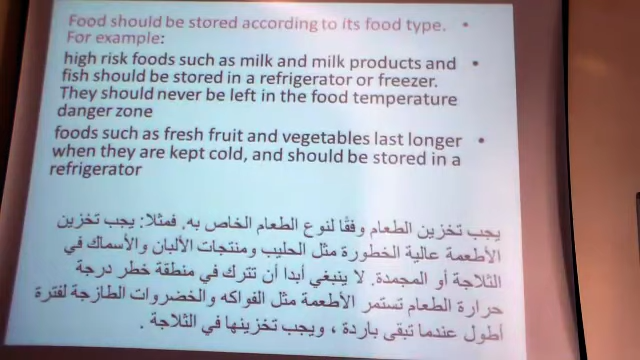 Food should be stored according to its food type. •
For example:
high risk foods such as milk and milk products and •
fish should be stored in a refrigerator or freezer.
They should never be left in the food temperature
danger zone
foods such as fresh fruit and vegetables last longer •
when they are kept cold, and should be stored in a
refrigerator
يجب تخزين الطعام وفقًا لنوع الطعام الخاص به. فمثلا: يجب تخزين
الأطعمة عالية الخطورة مثل الحليب ومنتجات الألبان والأسماك في
الثلاجة أو المجمدة. لا ينبغي أبدا أن تترك في منطقة خطر درجة
حرارة الطعام تستمر الأطعمة مثل الفواكه والخضروات الطازجة لفترة
أطول عندما تبقى باردة ، ويجب تخزينها في الثلاجة .